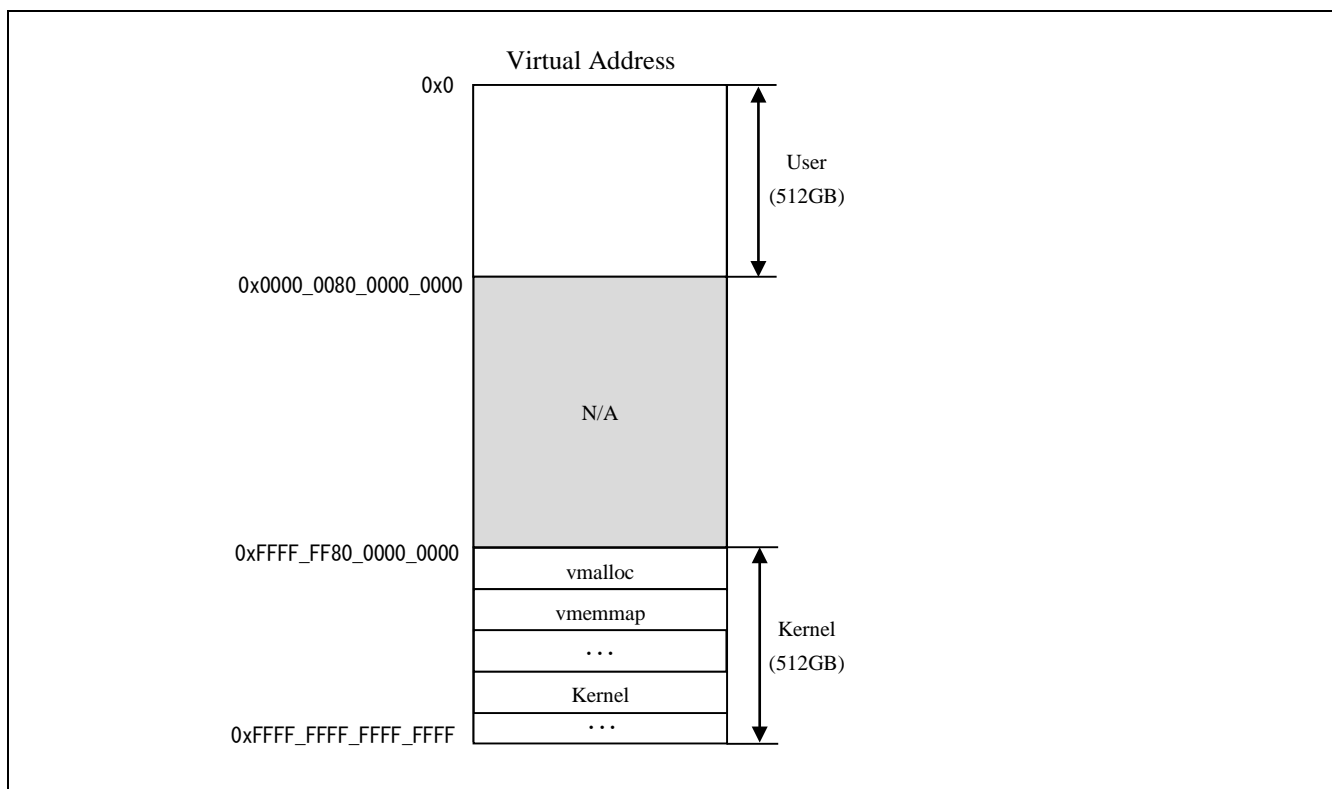 Virtual Address
0x0
User
(512GB)
0x0000_0080_0000_0000
N/A
0xFFFF_FF80_0000_0000
vmalloc
vmemmap
Kernel
(512GB)
...
Kernel
...
0xFFFF_FFFF_FFFF_FFFF